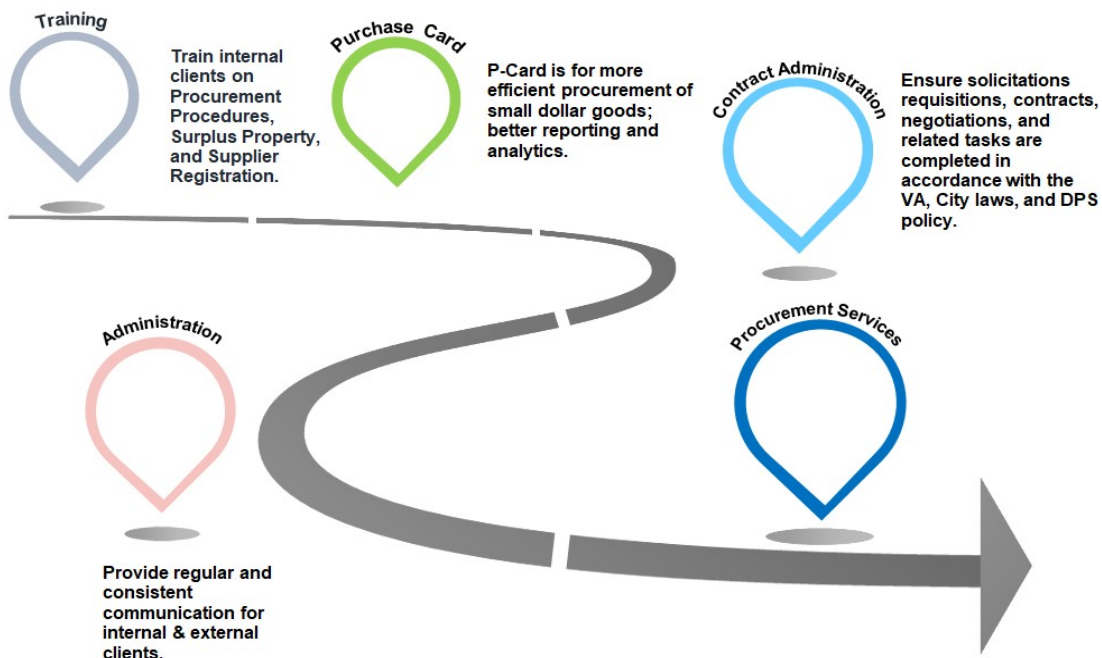 Training
Train internal
clients on
Procurement
Procedures,
Surplus Property,
and Supplier
Registration.
Purchase Card
P-Card is for more
efficient procurement of
small dollar goods;
better reporting and
analytics.
Contract Administration
Ensure solicitations
requisitions, contracts,
negotiations, and
related tasks are
completed in
accordance with the
VA, City laws, and DPS
policy.
Administration
Provide regular and
consistent
communication for
internal & external
clients.
Procurement Services